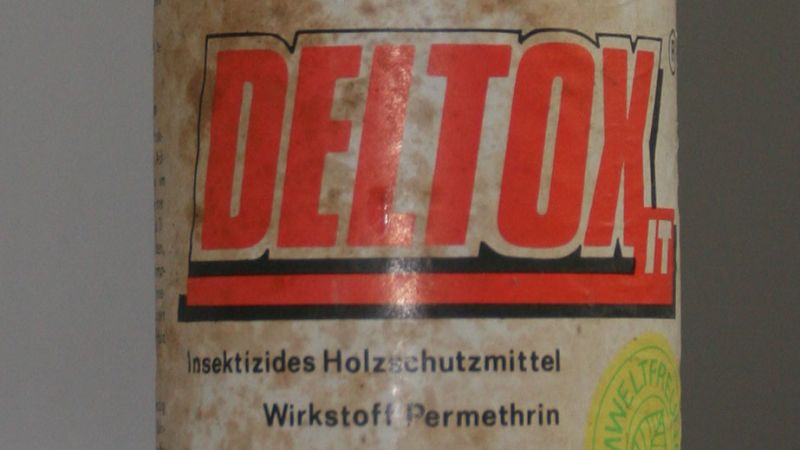 DELTOX
®
IT
Insektizides Holzschutzmittel
Wirkstoff Permethrin